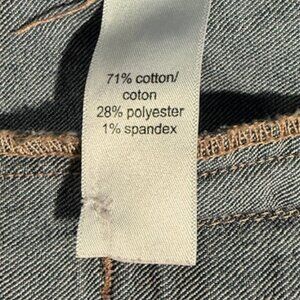 71% cotton/
coton
28% polyester
1% spandex